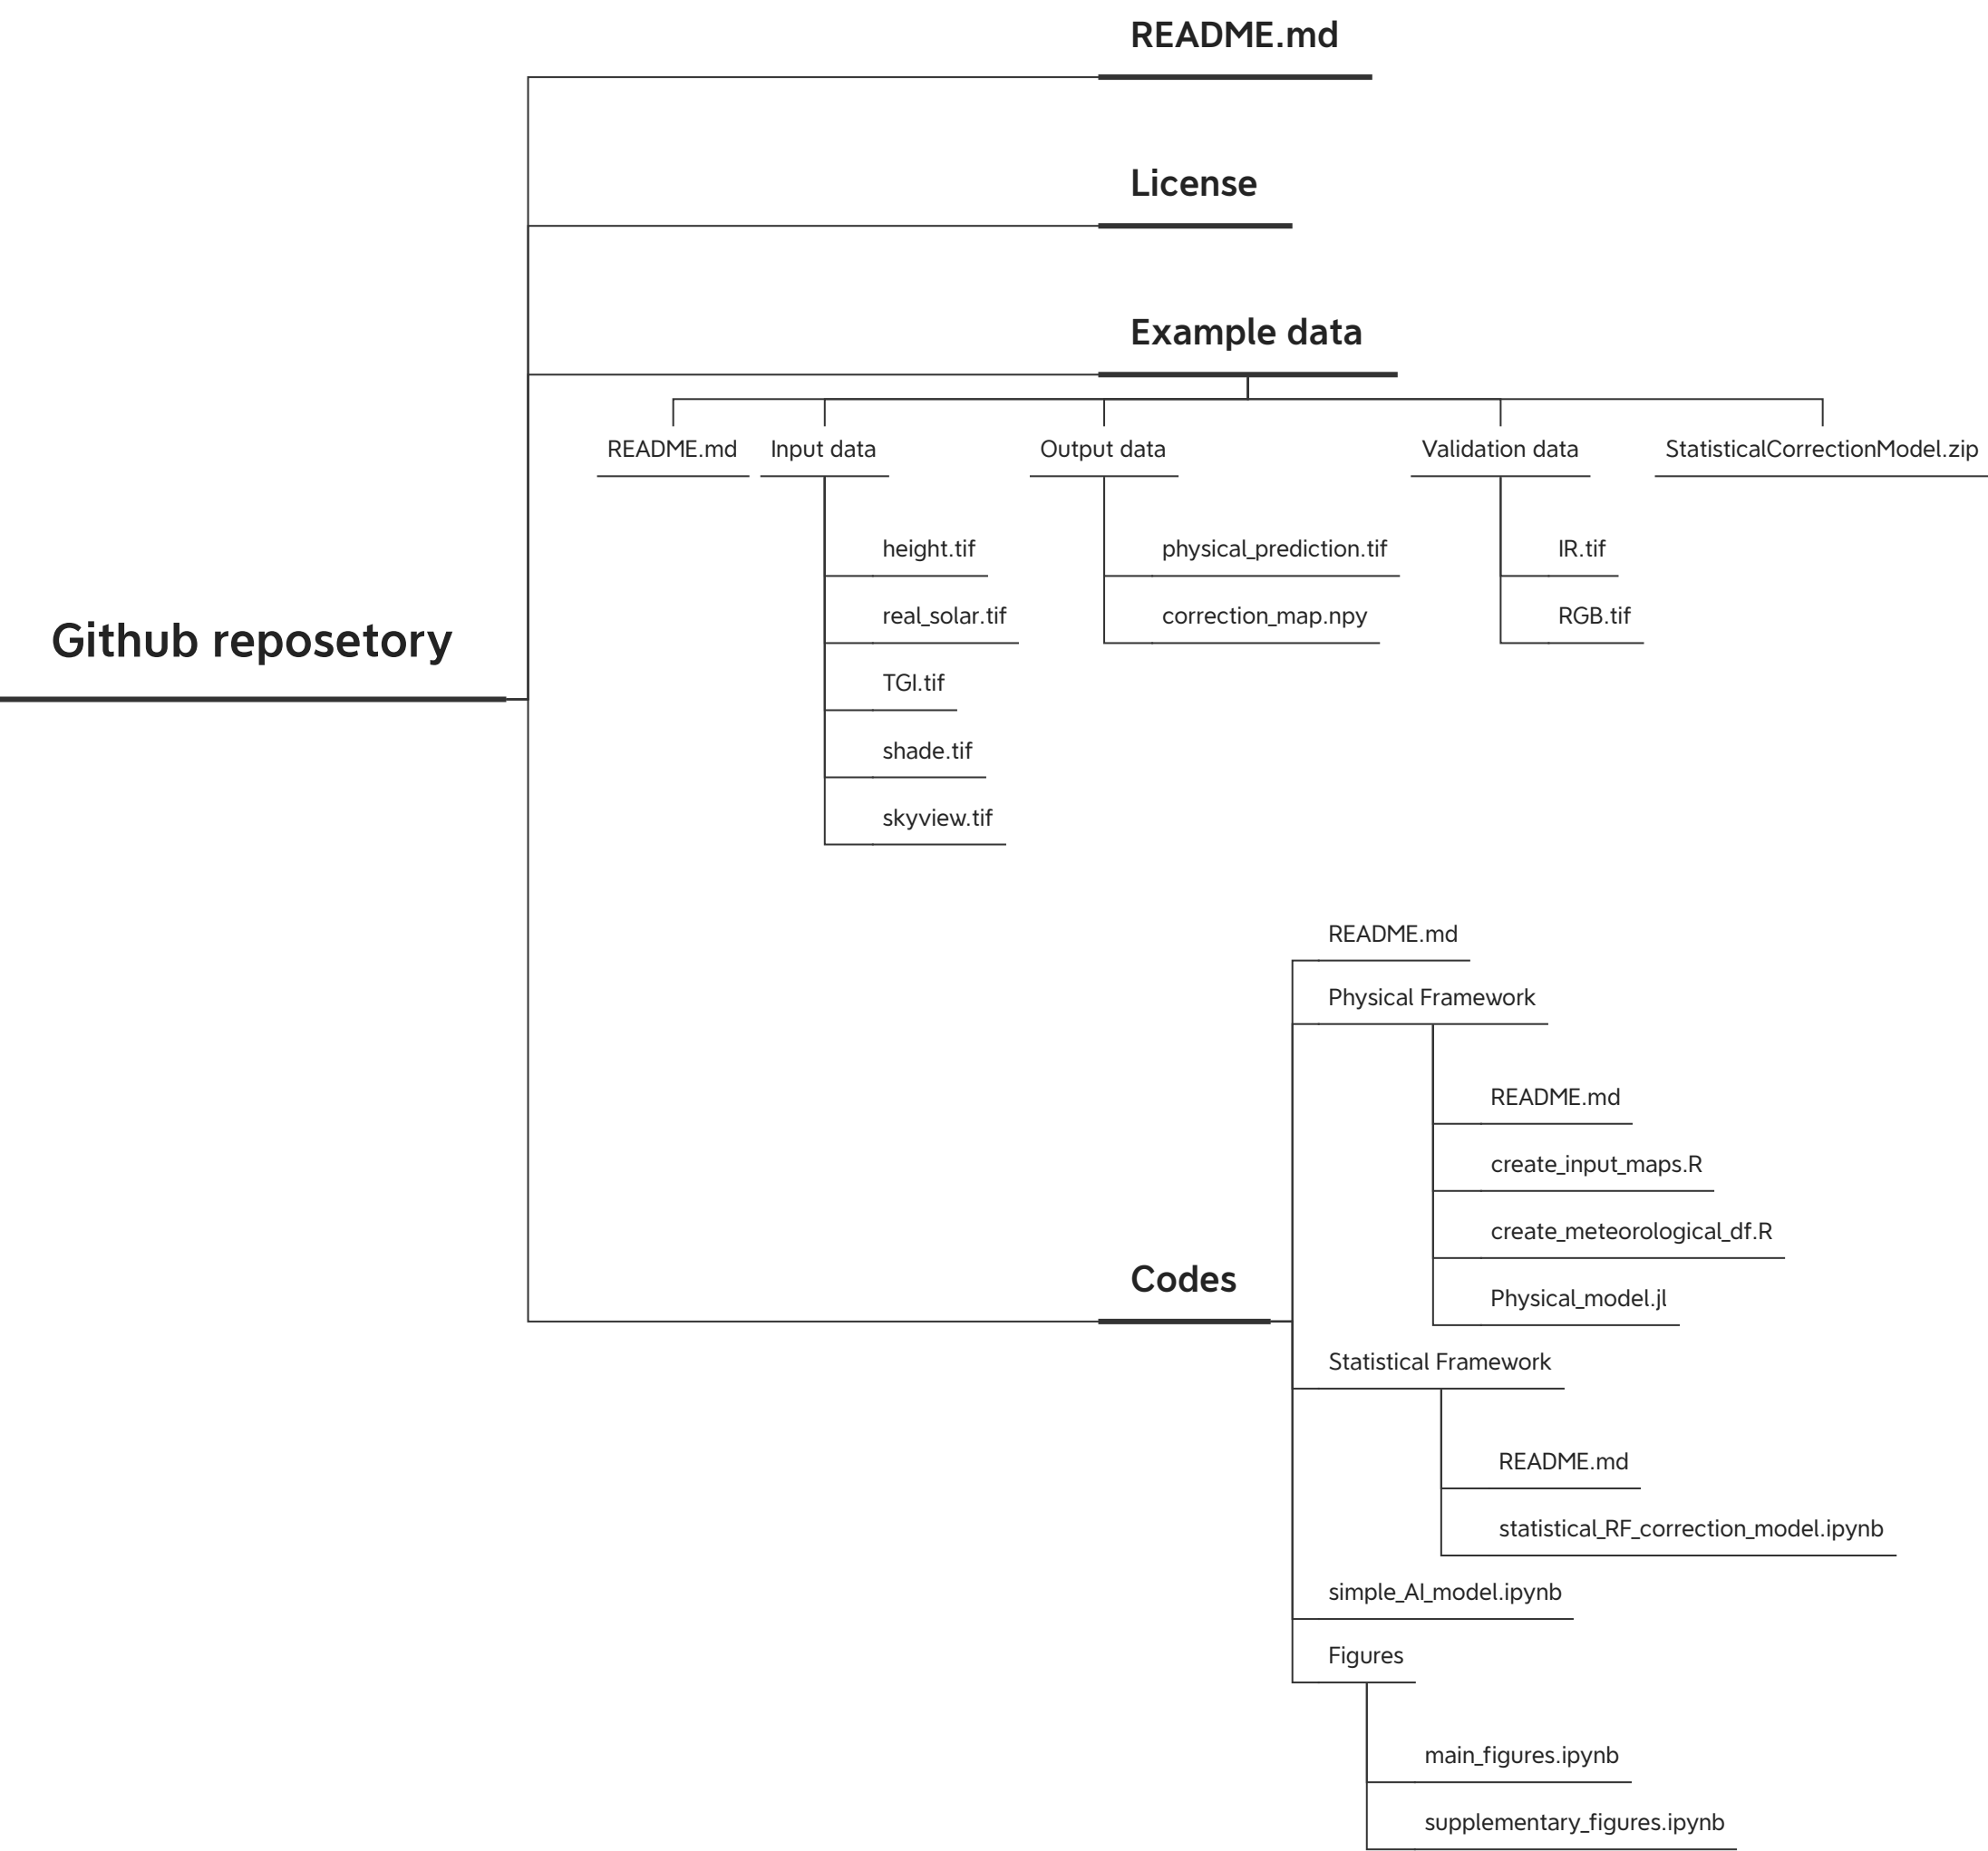 README.md
License
Example data
README.md
Input data
Output data
Validation data
StatisticalCorrectionModel.zip
height.tif
real_solar.tif
TGI.tif
shade.tif
skyview.tif
physical_prediction.tif
correction_map.npy
IR.tif
RGB.tif
Github reposetory
Codes
README.md
Physical Framework
README.md
create_input_maps.R
create_meteorological_df.R
Physical_model.jl
Statistical Framework
README.md
statistical_RF_correction_model.ipynb
simple_AI_model.ipynb
Figures
main_figures.ipynb
supplementary_figures.ipynb